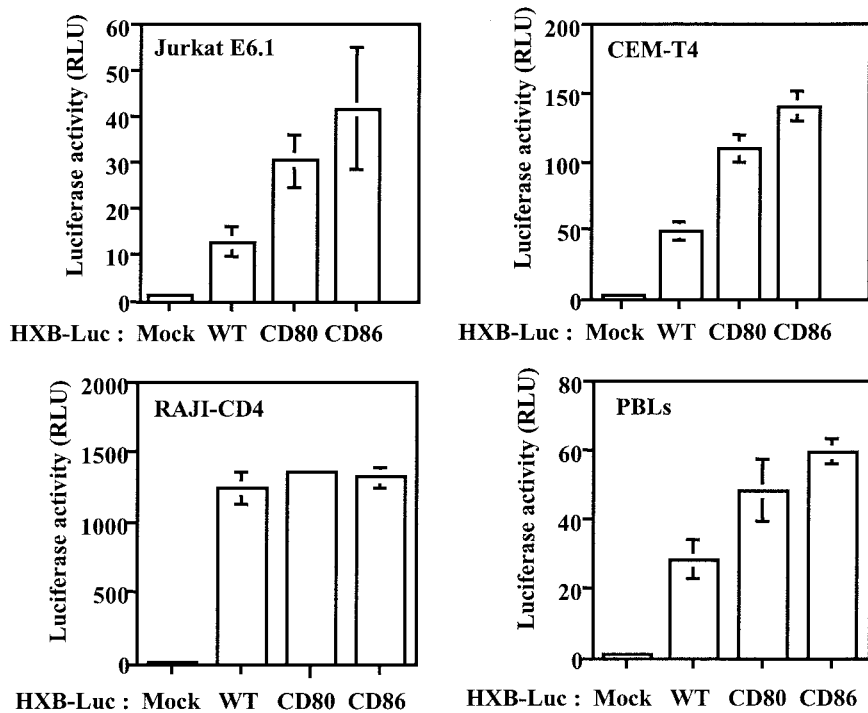 Luciferase activity (RLU)
60
50
40
30
20
10
0
Jurkat E6.1
HXB-Luc : Mock WT CD80 CD86
Luciferase activity (RLU)
200
150
100
50
0
CEM-T4
HXB-Luc : Mock WT CD80 CD86
Luciferase activity (RLU)
2000
1500
1000
500
0
RAJI-CD4
HXB-Luc : Mock WT CD80 CD86
Luciferase activity (RLU)
80
60
40
20
0
PBLs
HXB-Luc : Mock WT CD80 CD86